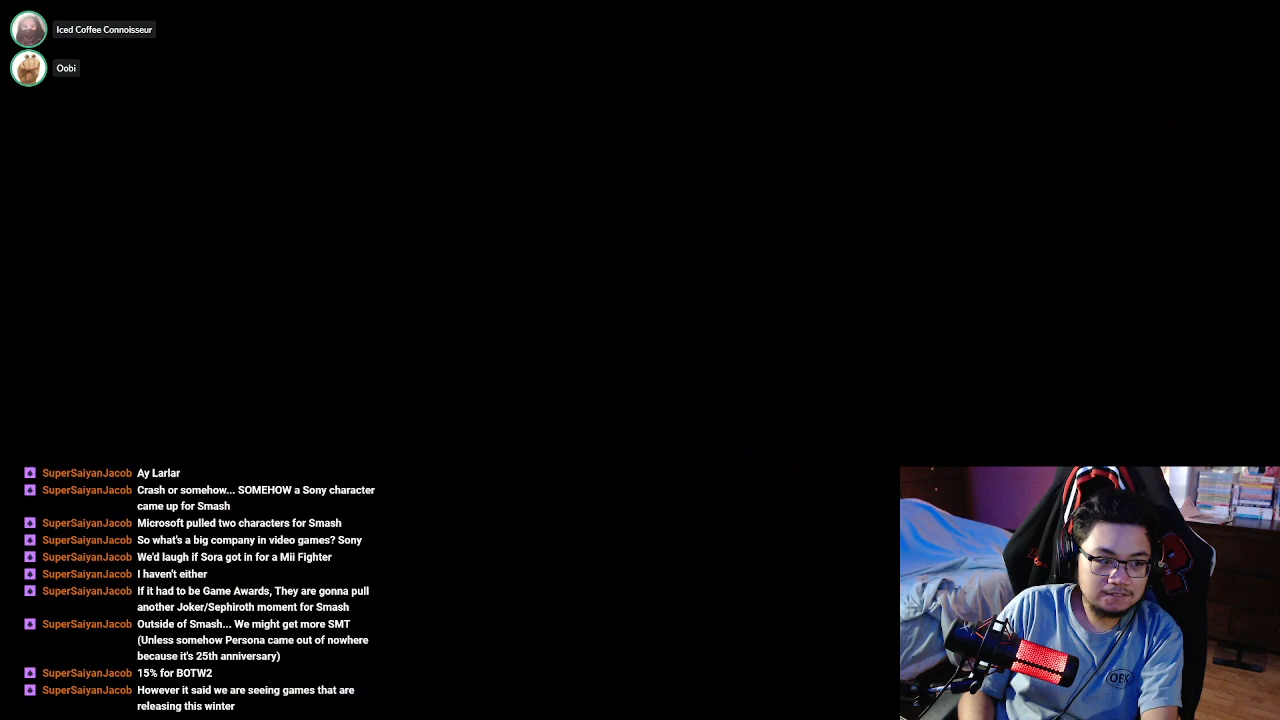 Iced Coffee Connoisseur
Oobi
SuperSaiyanJacob Ay Larlar
SuperSaiyanJacob Crash or somehow... SOMEHOW a Sony character
came up for Smash
SuperSaiyanJacob Microsoft pulled two characters for Smash
SuperSaiyanJacob So what's a big company in video games? Sony
SuperSaiyanJacob We'd laugh if Sora got in for a Mii Fighter
SuperSaiyanJacob I haven't either
SuperSaiyanJacob If it had to be Game Awards, They are gonna pull
another Joker/Sephiroth moment for Smash
SuperSaiyanJacob Outside of Smash... We might get more SMT
(Unless somehow Persona came out of nowhere
because it's 25th anniversary)
SuperSaiyanJacob 15% for BOTW2
SuperSaiyanJacob However it said we are seeing games that are
releasing this winter